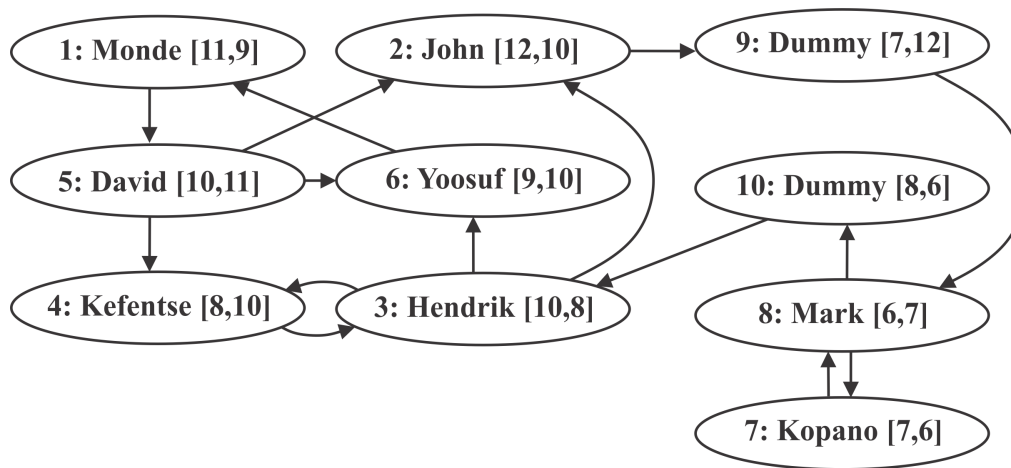 1: Monde [11,9]
2: John [12,10]
9: Dummy [7,12]
5: David [10,11]
6: Yoosuf [9,10]
10: Dummy [8,6]
4: Kefentse [8,10]
3: Hendrik [10,8]
8: Mark [6,7]
7: Kopano [7,6]